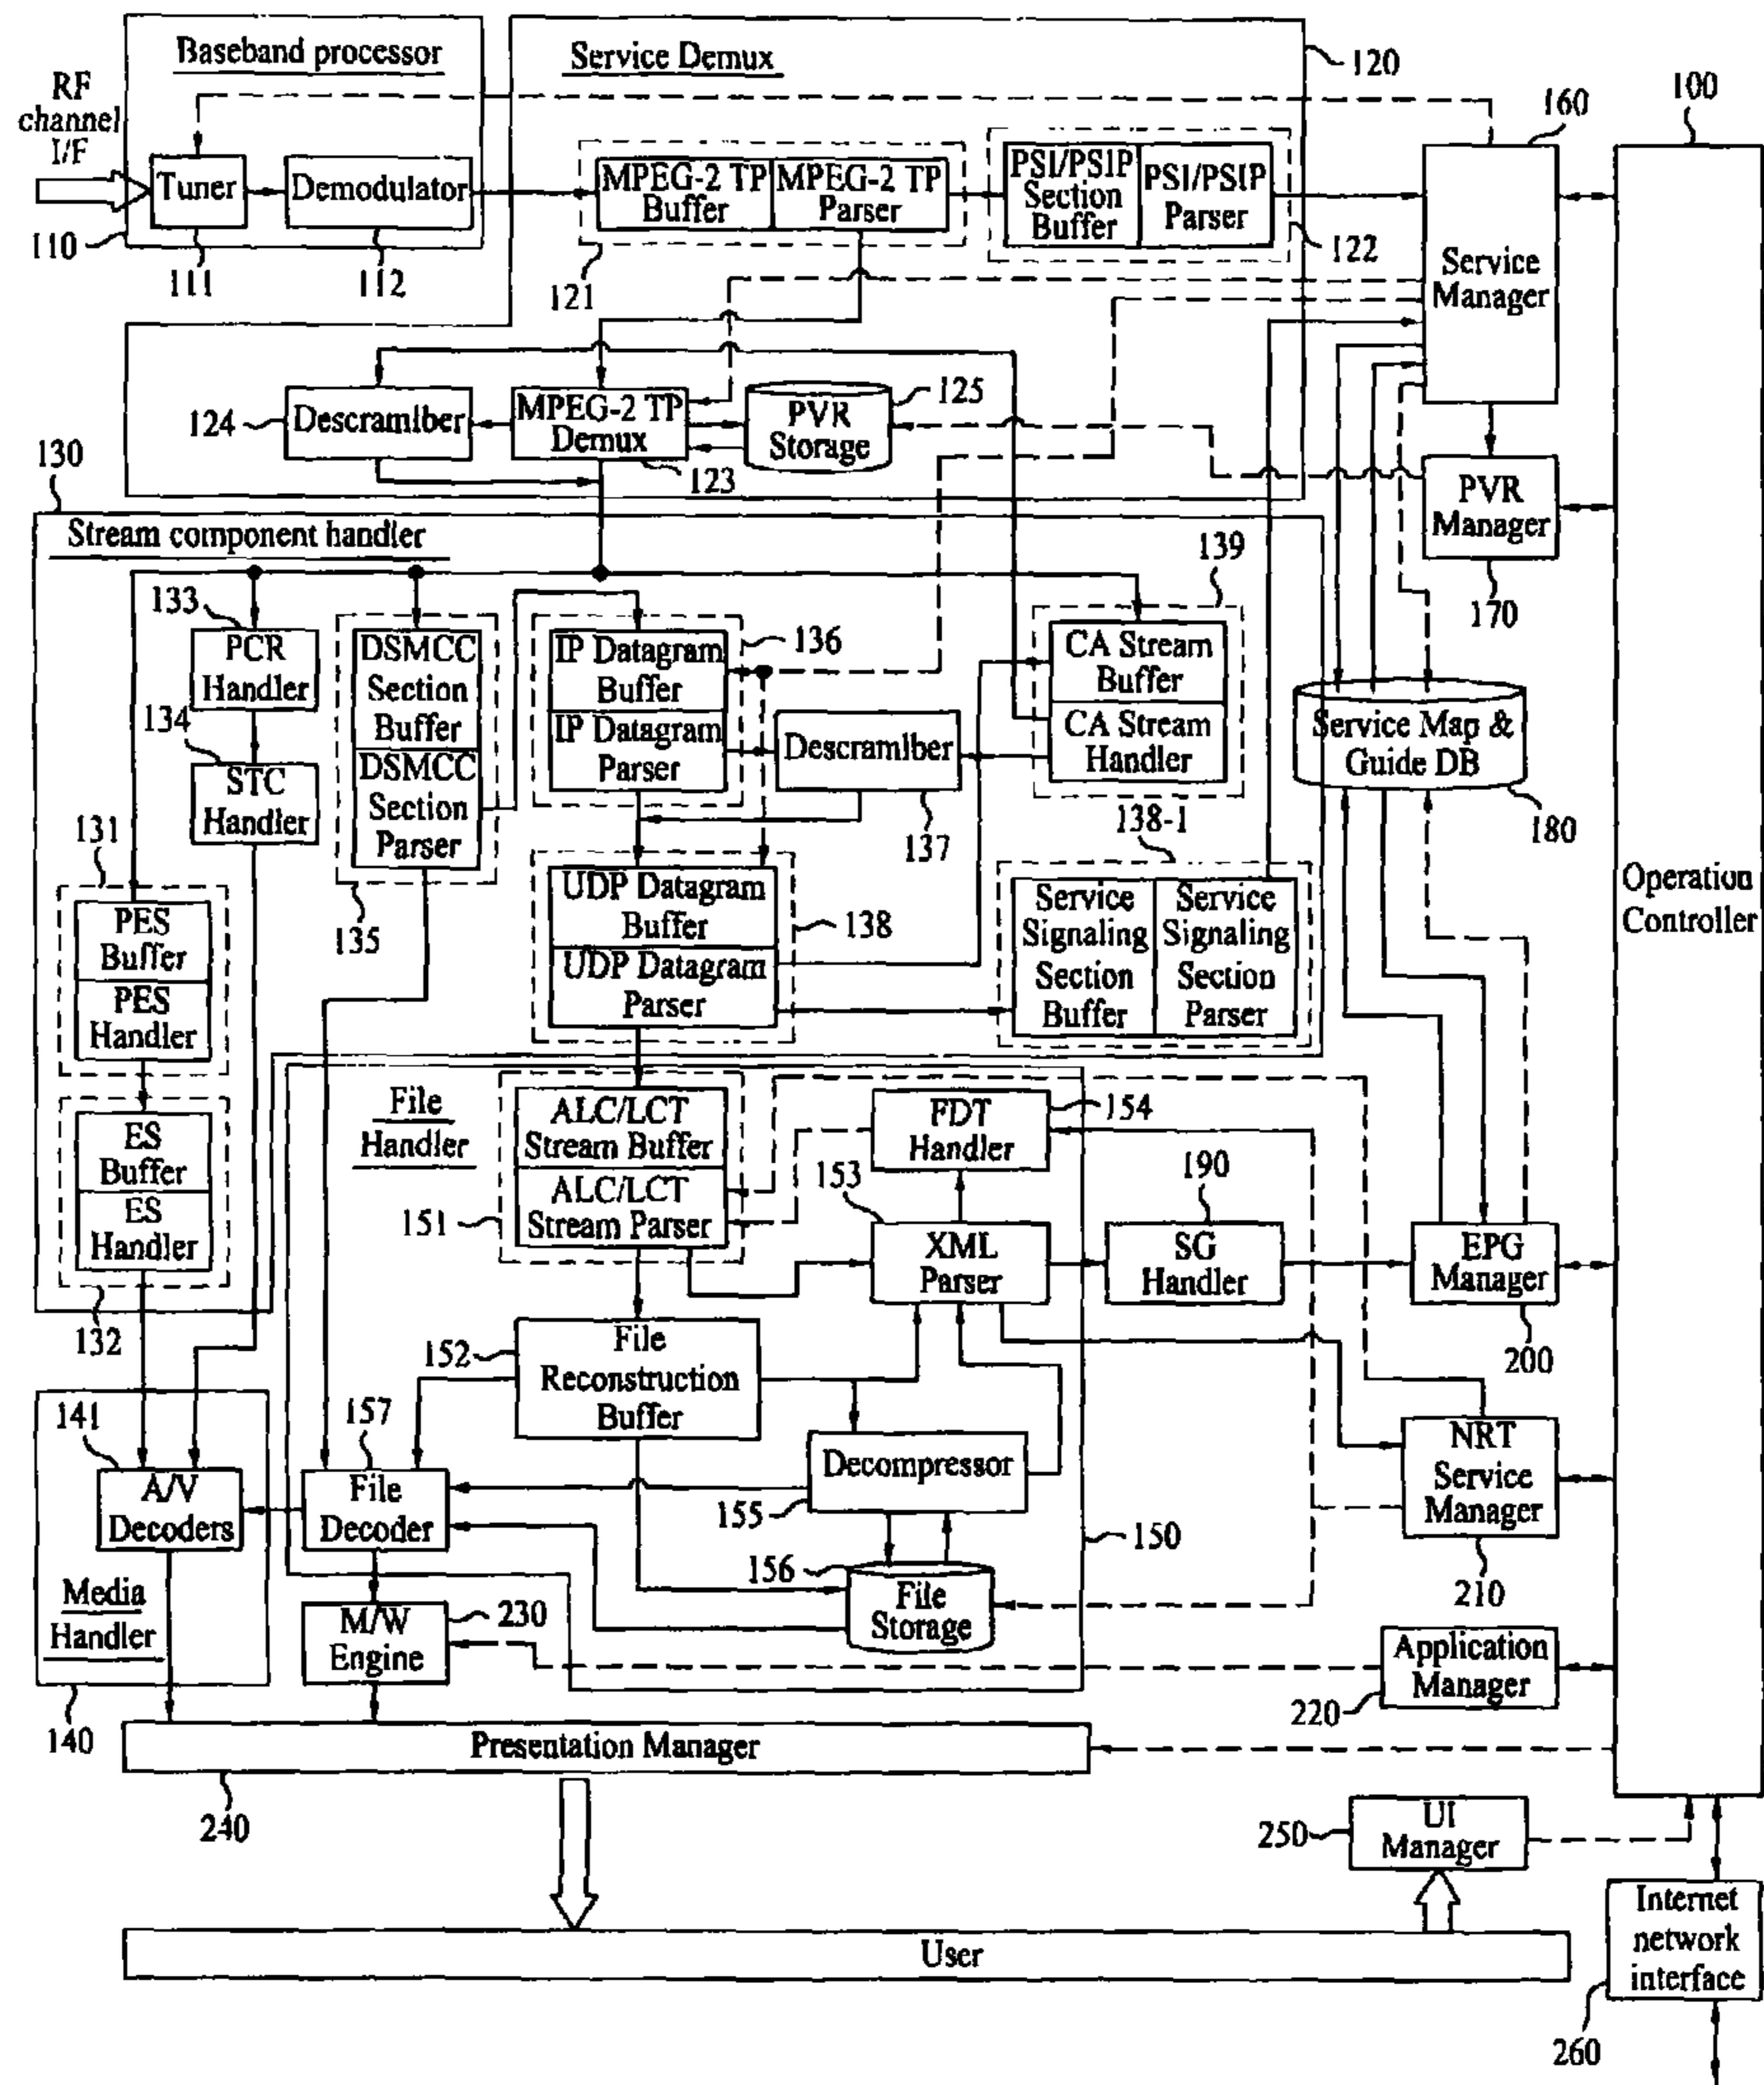 Baseband processor
Service Demux
120
RF
channel
I/F
160
100
Tuner
Demodulator
MPEG-2 TP
Buffer
MPEG-2 TP
Parser
PSI/PSIP
Section
Buffer
PSI/PSIP
Parser
110
111
112
121
122
Service
Manager
124
Descramlber
MPEG-2 TP
Demux
123
PVR
Storage
125
130
Stream component handler
PVR
Manager
170
139
133
PCR
Handler
134
STC
Handler
DSMCC
Section
Buffer
DSMCC
Section
Parser
135
IP Datagram
Buffer
IP Datagram
Parser
136
Descramlber
137
CA Stream
Buffer
CA Stream
Handler
Service Map &
Guide DB
180
138-1
131
PES
Buffer
PES
Handler
UDP Datagram
Buffer
UDP Datagram
Parser
138
Service
Signaling
Section
Buffer
Service
Signaling
Section
Parser
Operation
Controller
ES
Buffer
ES
Handler
132
File
Handler
ALC/LCT
Stream Buffer
ALC/LCT
Stream Parser
151
FDT
Handler
154
153
XML
Parser
190
SG
Handler
EPG
Manager
200
152
File
Reconstruction
Buffer
141
A/V
Decoders
157
File
Decoder
Decompressor
155
150
NRT
Service
Manager
210
156
File
Storage
Media
Handler
140
M/W
Engine
230
Application
Manager
220
Presentation Manager
240
250
UI
Manager
User
Internet
network
interface
260